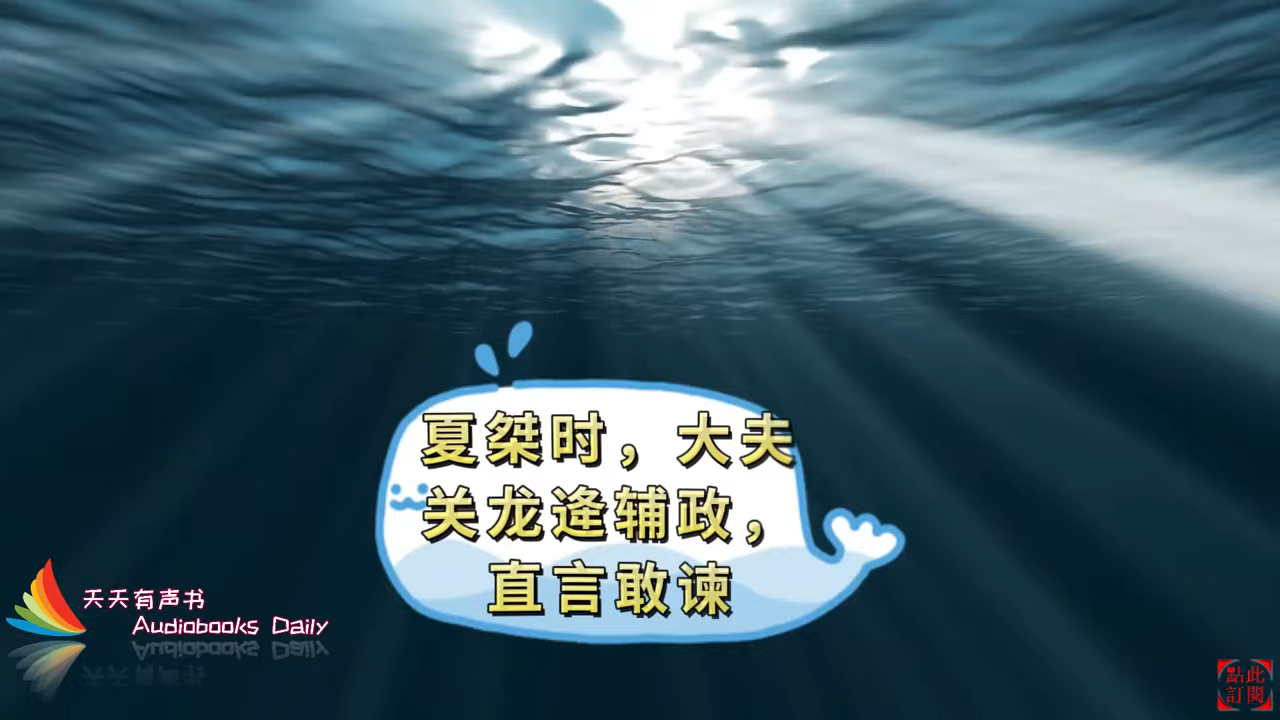 夏桀时，大夫
关龙逄辅政，
直言敢谏
天天有声书
Audiobooks Daily
點此
訂閱